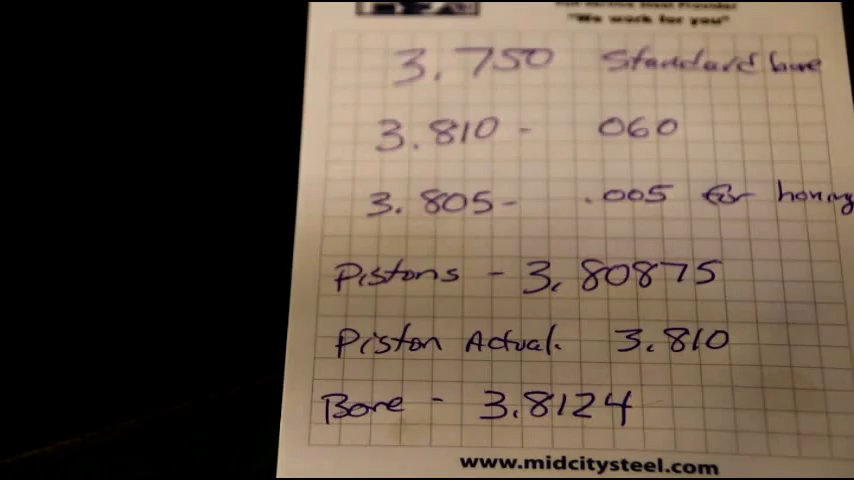 "We work for you"
3.750 Standard bore
3.810 - 060
3.805 - .005 for honing
Pistons - 3.80875
Piston Actual. 3.810
Bore - 3.8124
www.midcitysteel.com